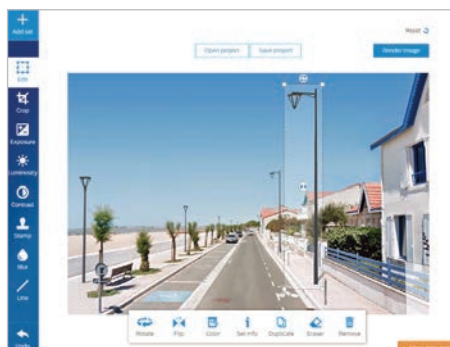 Add set
Reset
Open project
Save project
Render image
Edit
Crop
Exposure
Luminosity
Contrast
Stamp
Blur
Line
Undo
Rotate
Flip
Color
Set info
Duplicate
Eraser
Remove